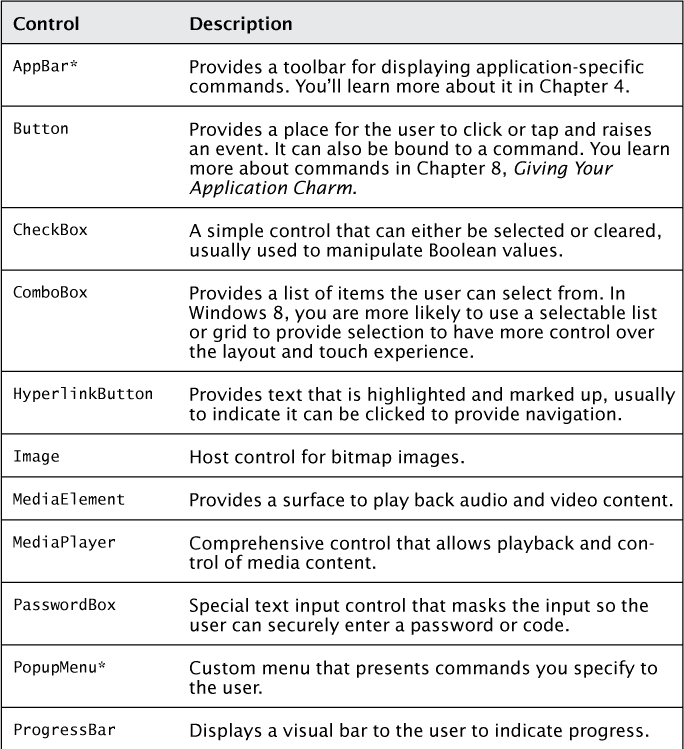 Control Description
AppBar* Provides a toolbar for displaying application-specific
commands. You'll learn more about it in Chapter 4.
Button Provides a place for the user to click or tap and raises
an event. It can also be bound to a command. You learn
more about commands in Chapter 8, Giving Your
Application Charm.
CheckBox A simple control that can either be selected or cleared,
usually used to manipulate Boolean values.
ComboBox Provides a list of items the user can select from. In
Windows 8, you are more likely to use a selectable list
or grid to provide selection to have more control over
the layout and touch experience.
HyperlinkButton Provides text that is highlighted and marked up, usually
to indicate it can be clicked to provide navigation.
Image Host control for bitmap images.
MediaElement Provides a surface to play back audio and video content.
MediaPlayer Comprehensive control that allows playback and con-
trol of media content.
PasswordBox Special text input control that masks the input so the
user can securely enter a password or code.
PopupMenu* Custom menu that presents commands you specify to
the user.
ProgressBar Displays a visual bar to the user to indicate progress.